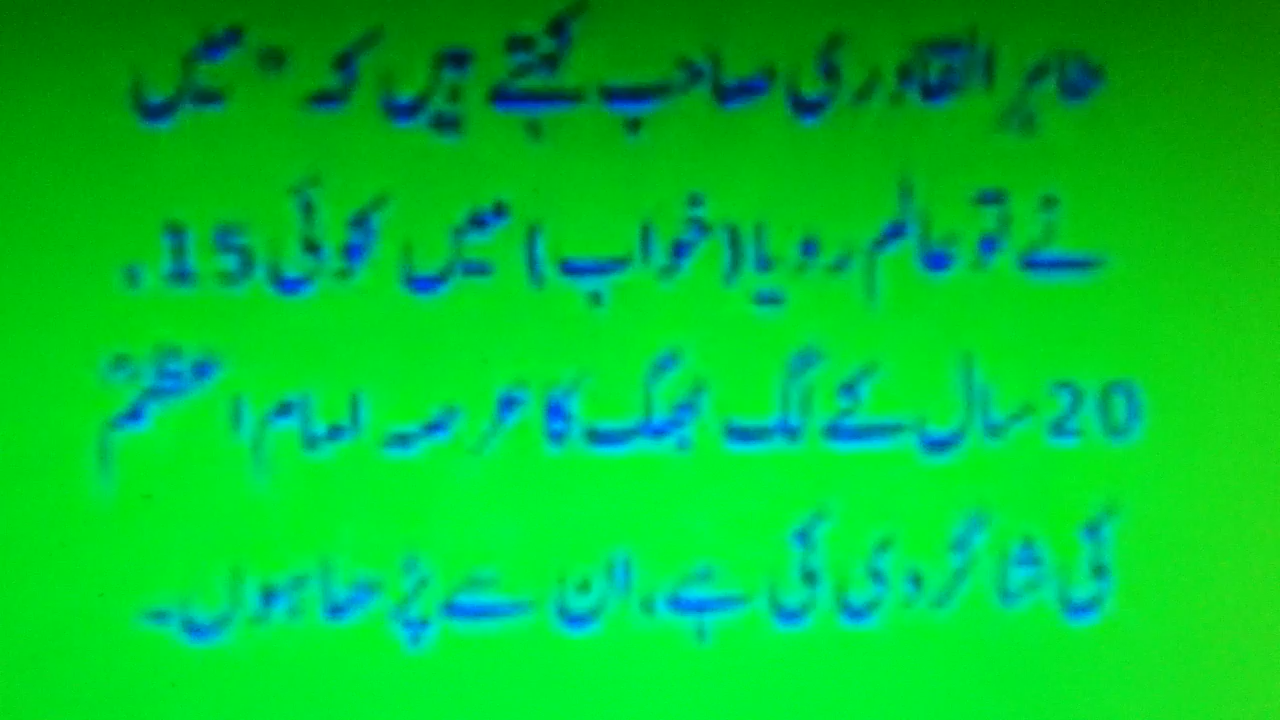 طاہر القادری صاحب کہتے ہیں کہ " میں
نے تو عالم رویا (خواب) میں کوئی 15،
20 سال کے لگ بھگ کا عرصہ امام اعظمؒ
کی شاگردی کی ہے، ان سے پڑھا ہوں۔